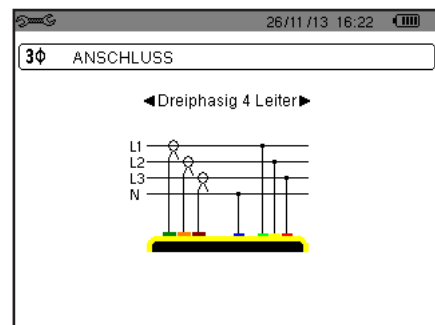 26/11/13 16:22
3Φ ANSCHLUSS
◄Dreiphasig 4 Leiter►
L1
L2
L3
N